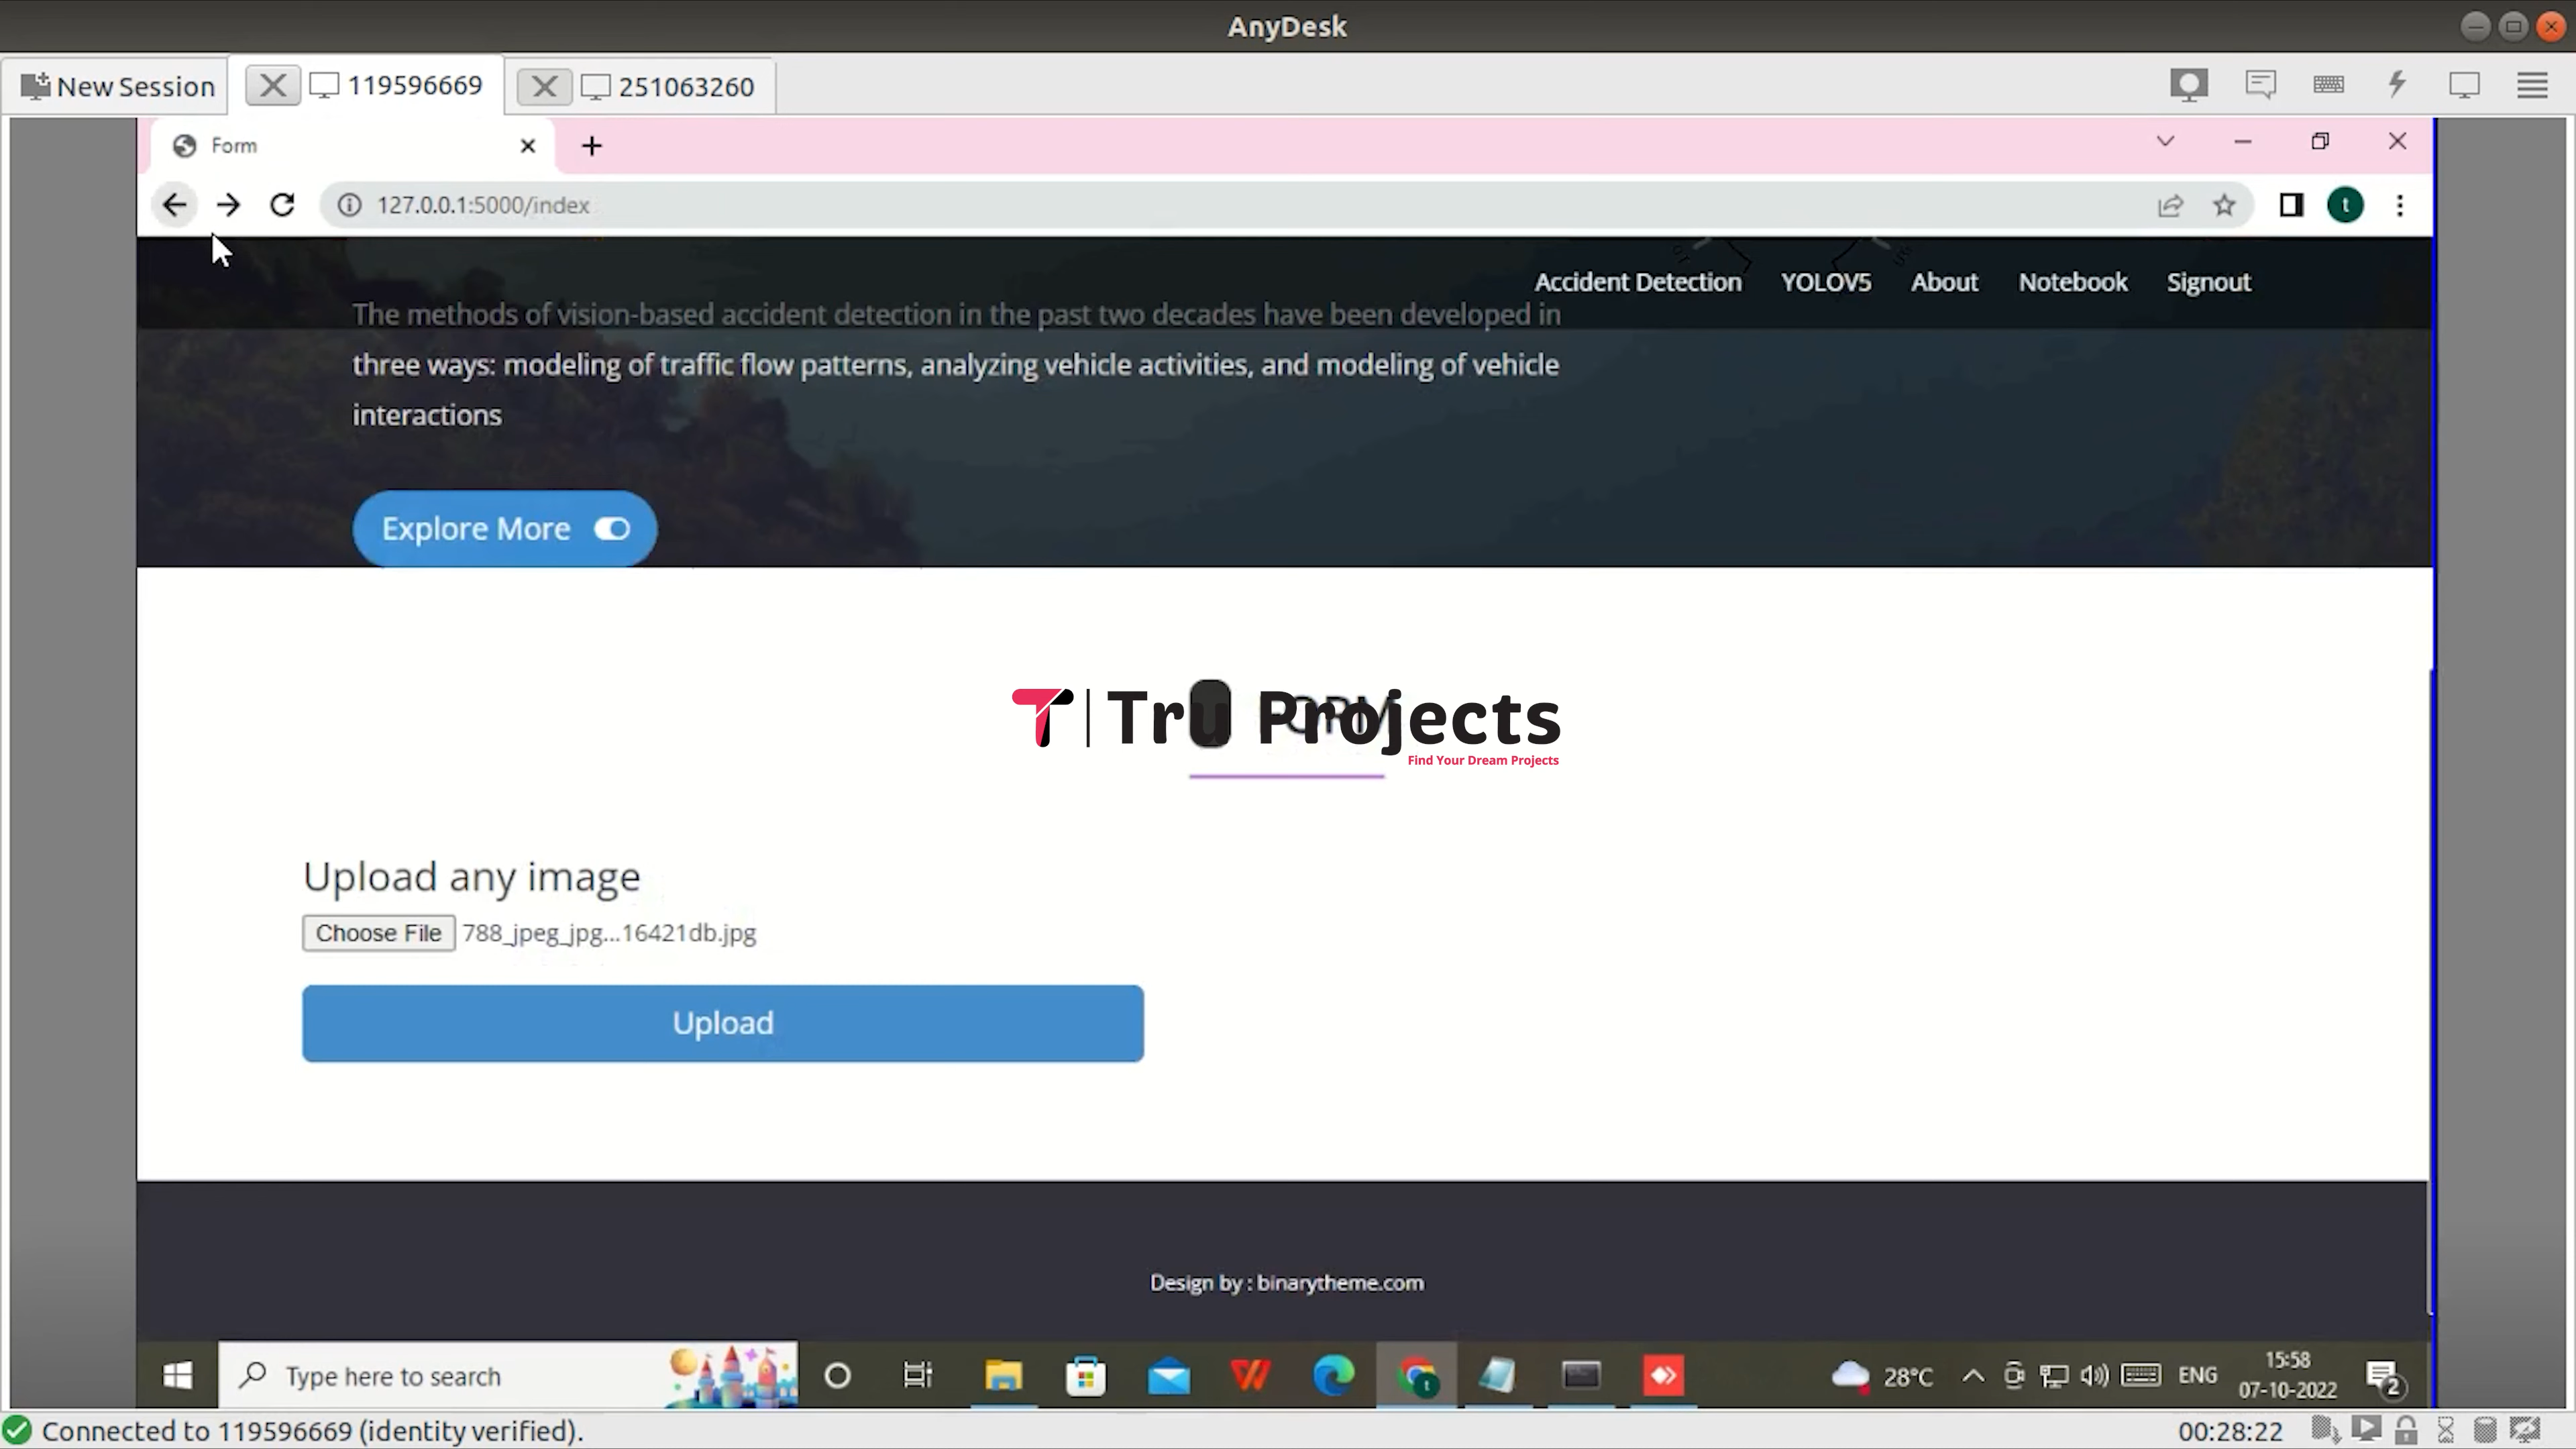 AnyDesk
New Session
119596669
251063260
Form
127.0.0.1:5000/index
t
Accident Detection YOLOV5 About Notebook Signout
The methods of vision-based accident detection in the past two decades have been developed in
three ways: modeling of traffic flow patterns, analyzing vehicle activities, and modeling of vehicle
interactions
Explore More
Tru Projects
Find Your Dream Projects
Upload any image
Choose File 788_jpeg_jpg...16421db.jpg
Upload
Design by : binarytheme.com
Type here to search
28°C
ENG
15:58
07-10-2022
2
Connected to 119596669 (identity verified).
00:28:22